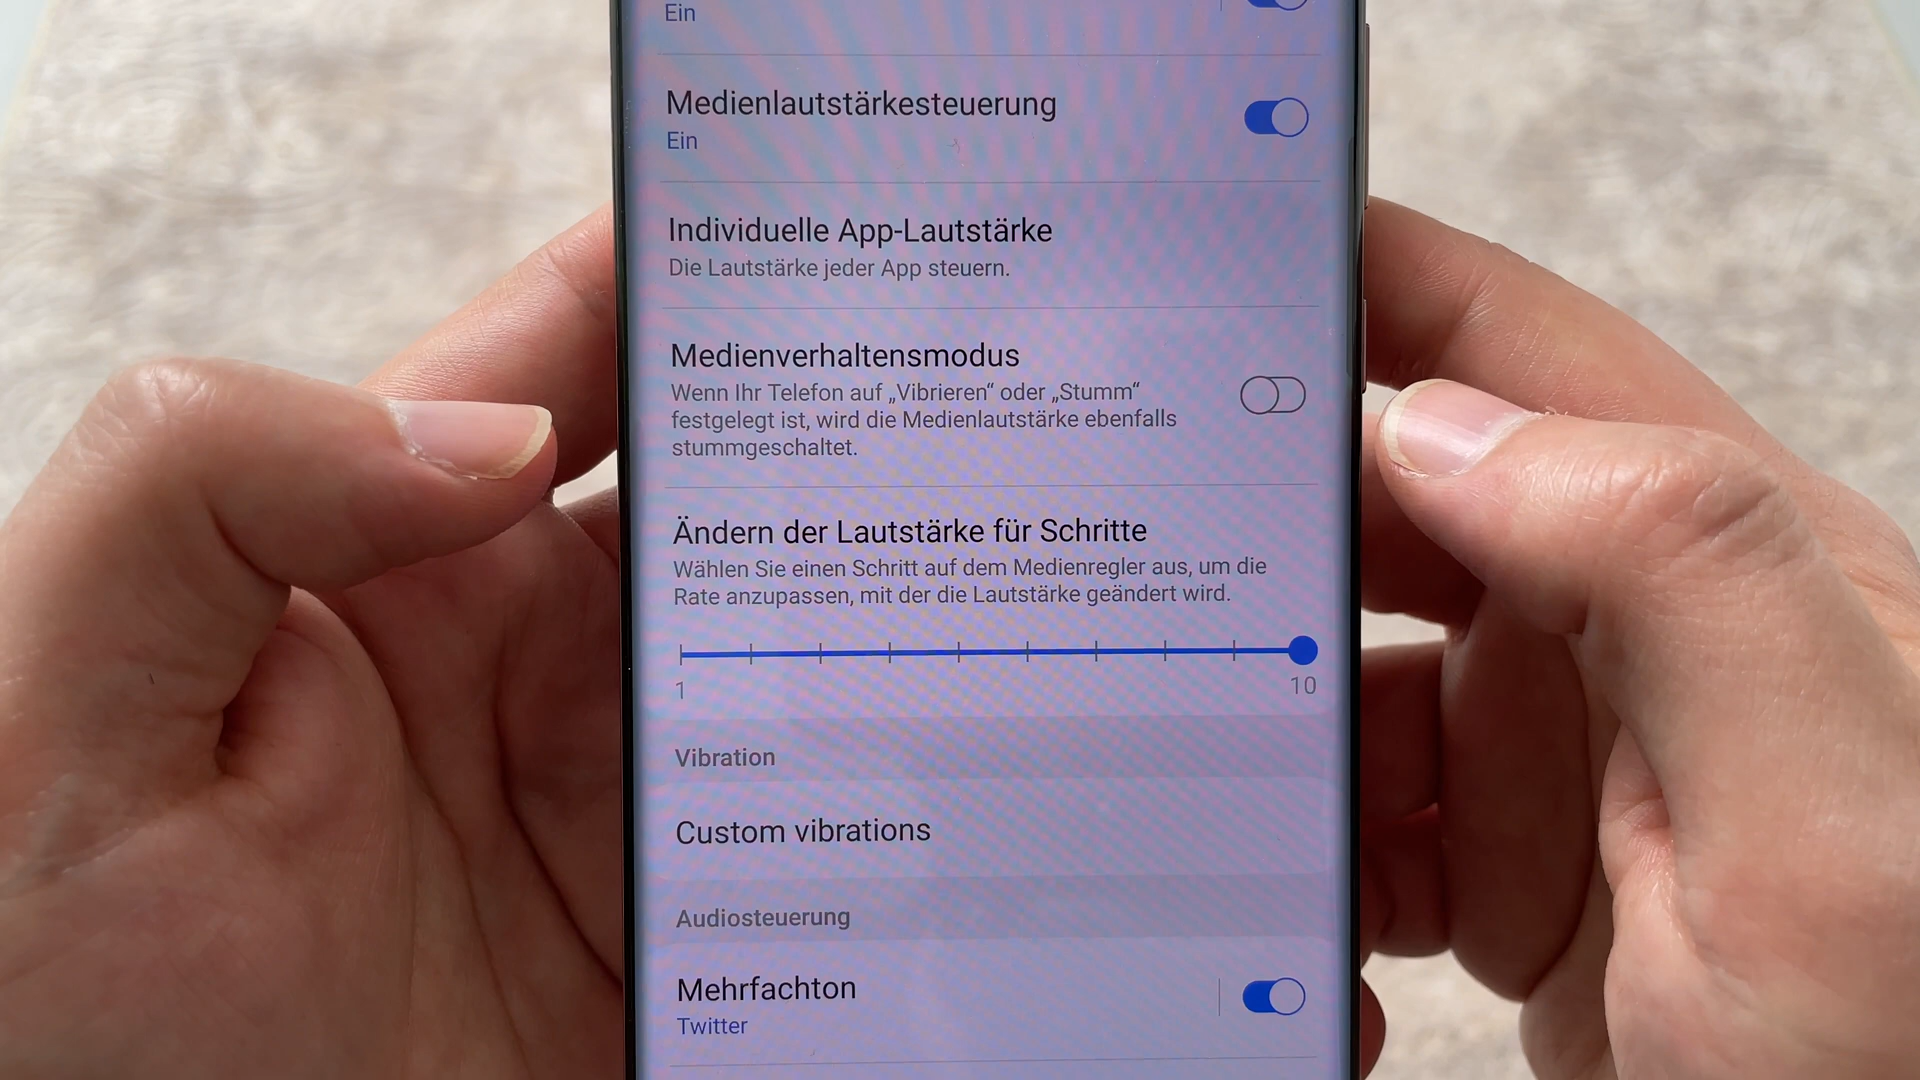 Ein
Medienlautstärkesteuerung
Ein
Individuelle App-Lautstärke
Die Lautstärke jeder App steuern.
Medienverhaltensmodus
Wenn Ihr Telefon auf „Vibrieren“ oder „Stumm“
festgelegt ist, wird die Medienlautstärke ebenfalls
stummgeschaltet.
Ändern der Lautstärke für Schritte
Wählen Sie einen Schritt auf dem Medienregler aus, um die
Rate anzupassen, mit der die Lautstärke geändert wird.
1
10
Vibration
Custom vibrations
Audiosteuerung
Mehrfachton
Twitter